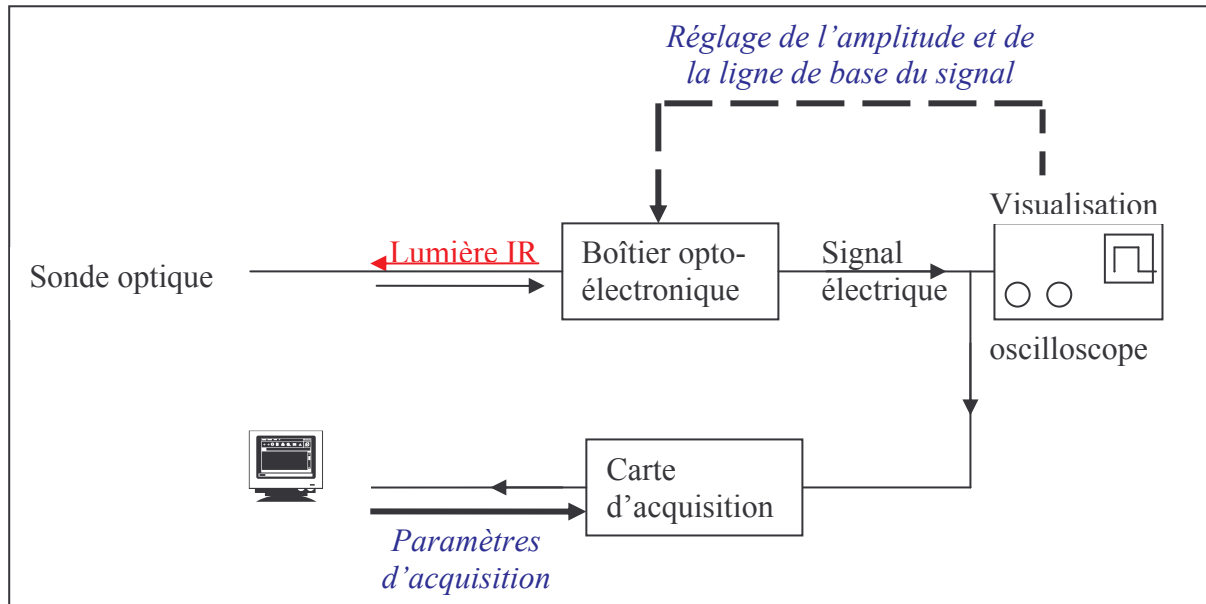 Réglage de l’amplitude et de
la ligne de base du signal
Visualisation
Lumière IR
Boîtier opto-
électronique
Signal
électrique
Sonde optique
oscilloscope
Carte
d’acquisition
Paramètres
d’acquisition